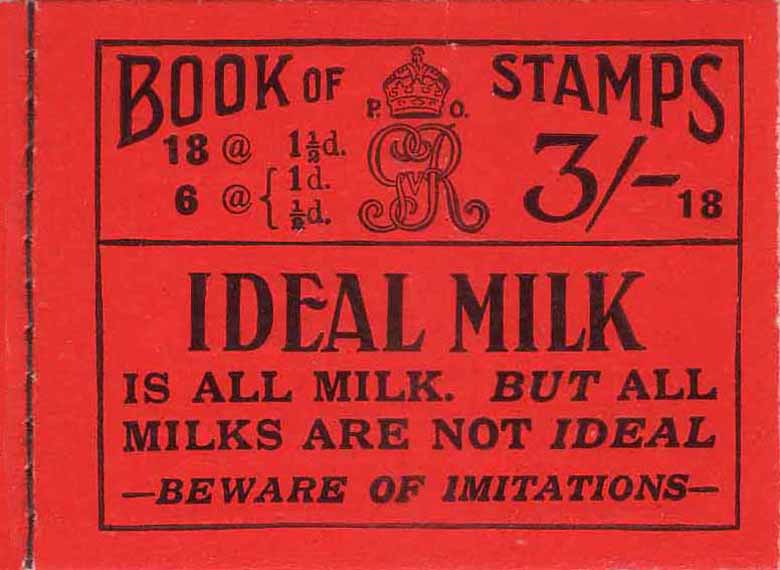 BOOK OF STAMPS
P. O.
18 @ 1½d.
6 @ { 1d.
½d.
GVR
3/- 18
IDEAL MILK
IS ALL MILK. BUT ALL
MILKS ARE NOT IDEAL
—BEWARE OF IMITATIONS—